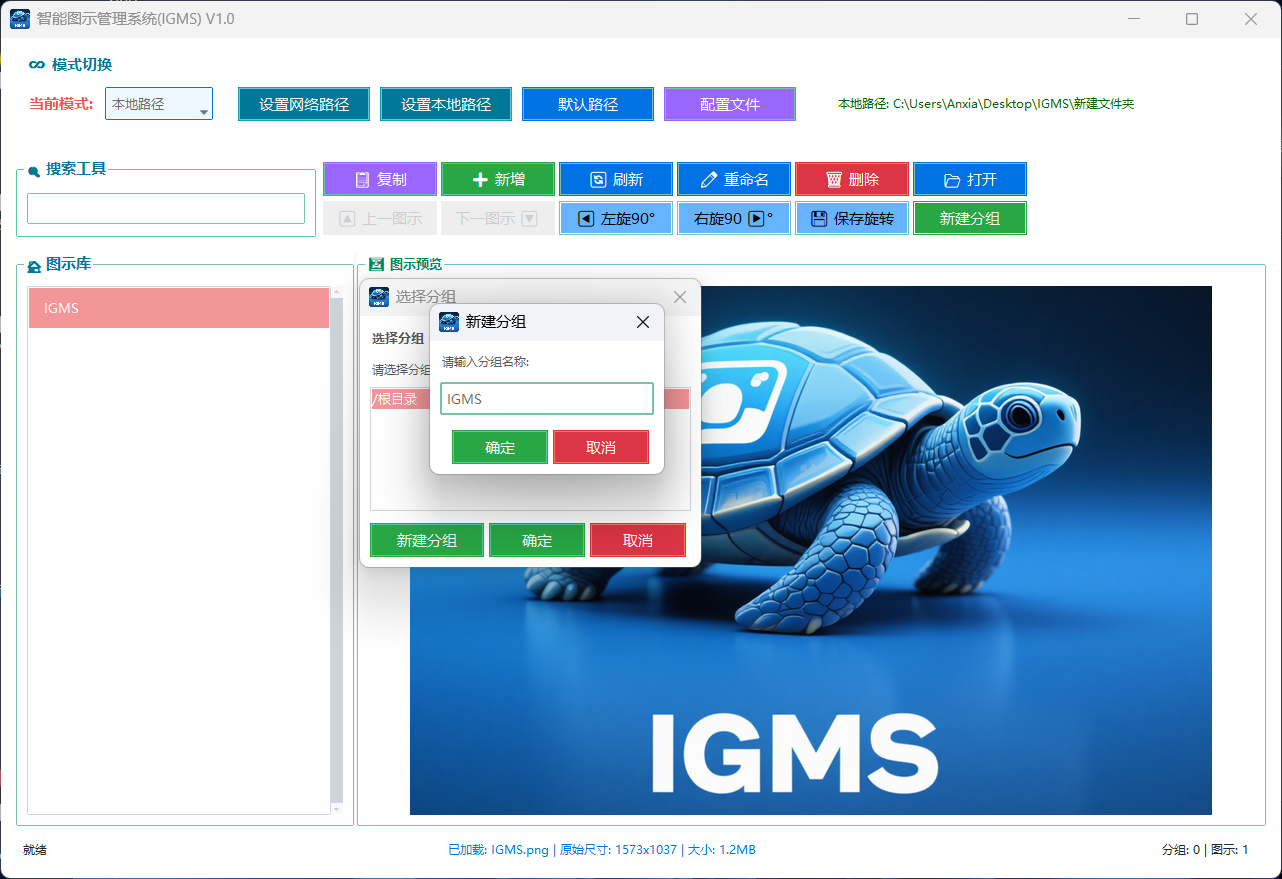 智能图示管理系统(IGMS) V1.0
模式切换
当前模式:
本地路径
设置网络路径
设置本地路径
默认路径
配置文件
本地路径: C:\Users\Anxia\Desktop\IGMS\新建文件夹
搜索工具
复制
新增
刷新
重命名
删除
打开
上一图示
下一图示
左旋90°
右旋90 °
保存旋转
新建分组
图示库
IGMS
图示预览
选择分组
选择分组
请选择分组
/根目录
新建分组
确定
取消
新建分组
请输入分组名称:
IGMS
确定
取消
IGMS
就绪
已加载: IGMS.png | 原始尺寸: 1573x1037 | 大小: 1.2MB
分组: 0 | 图示: 1